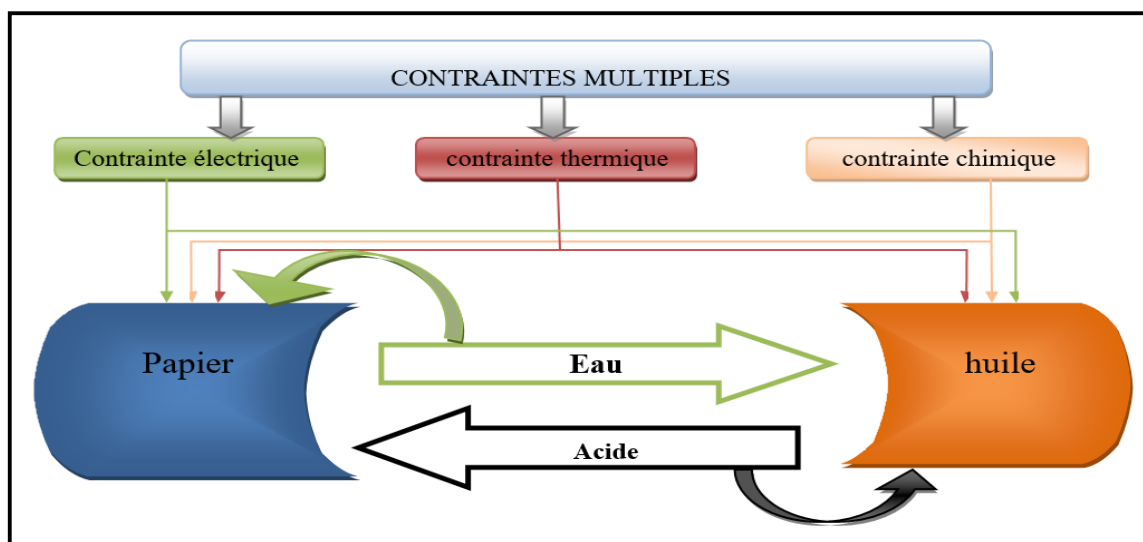 CONTRAINTES MULTIPLES
Contrainte électrique
contrainte thermique
contrainte chimique
Papier
Eau
huile
Acide